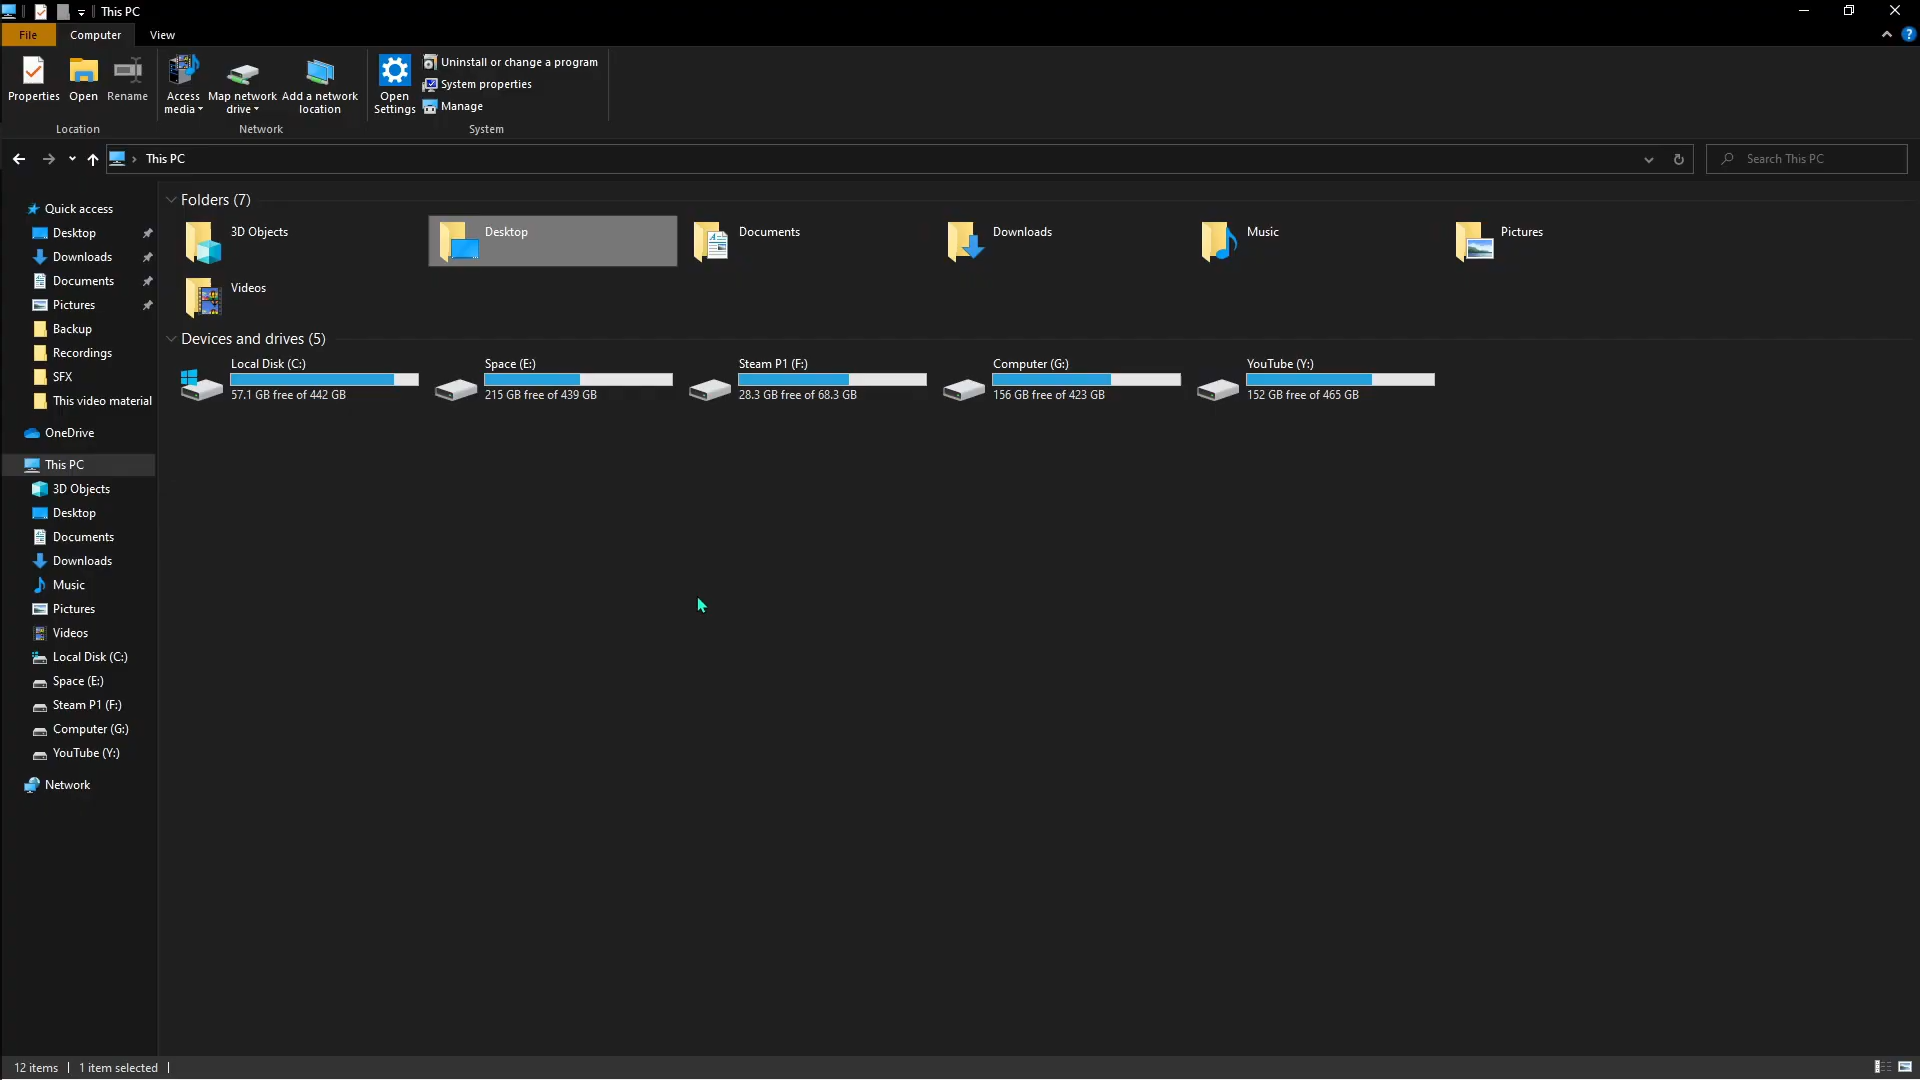 This PC
File
Computer
View
Properties
Open
Rename
Access
media
Map network
drive
Add a network
location
Open
Settings
Uninstall or change a program
System properties
Manage
Location
Network
System
This PC
Search This PC
Quick access
Desktop
Downloads
Documents
Pictures
Backup
Recordings
SFX
This video material
OneDrive
This PC
3D Objects
Desktop
Documents
Downloads
Music
Pictures
Videos
Local Disk (C:)
Space (E:)
Steam P1 (F:)
Computer (G:)
YouTube (Y:)
Network
Folders (7)
3D Objects
Desktop
Documents
Downloads
Music
Pictures
Videos
Devices and drives (5)
Local Disk (C:)
57.1 GB free of 442 GB
Space (E:)
215 GB free of 439 GB
Steam P1 (F:)
28.3 GB free of 68.3 GB
Computer (G:)
156 GB free of 423 GB
YouTube (Y:)
152 GB free of 465 GB
12 items
1 item selected